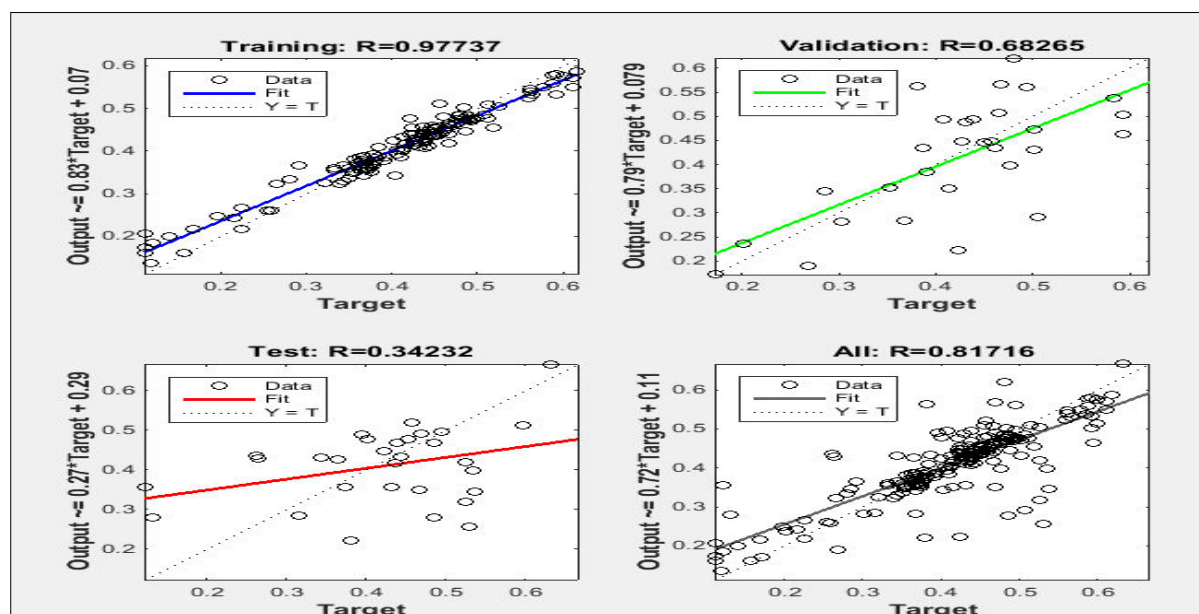 Training: R=0.97737
Output ~= 0.83*Target + 0.07
0.6
0.5
0.4
0.3
0.2
Data
Fit
Y = T
0.2 0.3 0.4 0.5 0.6
Target
Validation: R=0.68265
Output ~= 0.79*Target + 0.079
0.6
0.55
0.5
0.45
0.4
0.35
0.3
0.25
0.2
Data
Fit
Y = T
0.2 0.3 0.4 0.5
Target
Test: R=0.34232
Output ~= 0.27*Target + 0.29
0.6
0.5
0.4
0.3
0.2
Data
Fit
Y = T
0.2 0.3 0.4 0.5 0.6
Target
All: R=0.81716
Output ~= 0.72*Target + 0.11
0.6
0.5
0.4
0.3
0.2
Data
Fit
Y = T
0.2 0.3 0.4 0.5 0.6
Target